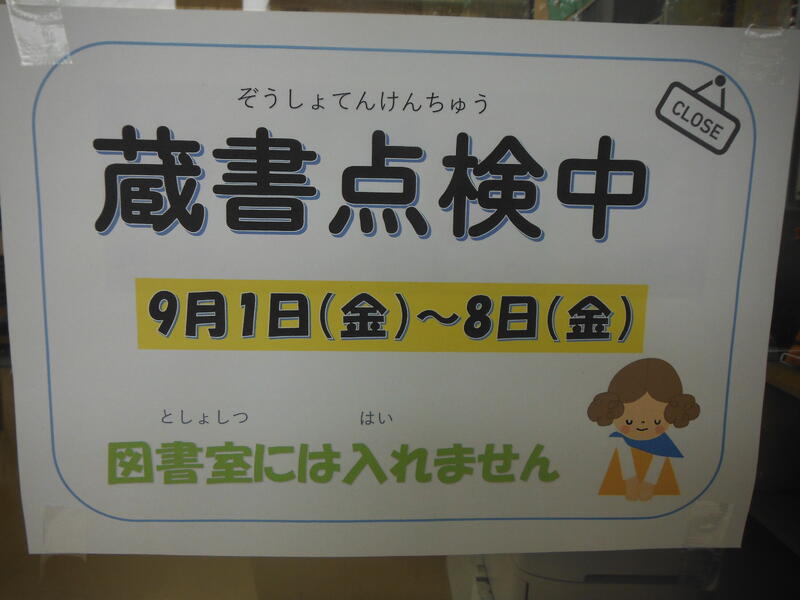 ぞうしょてんけんちゅう
CLOSE
蔵書点検中
9月1日(金)～8日(金)
としょしつ はい
図書室には入れません